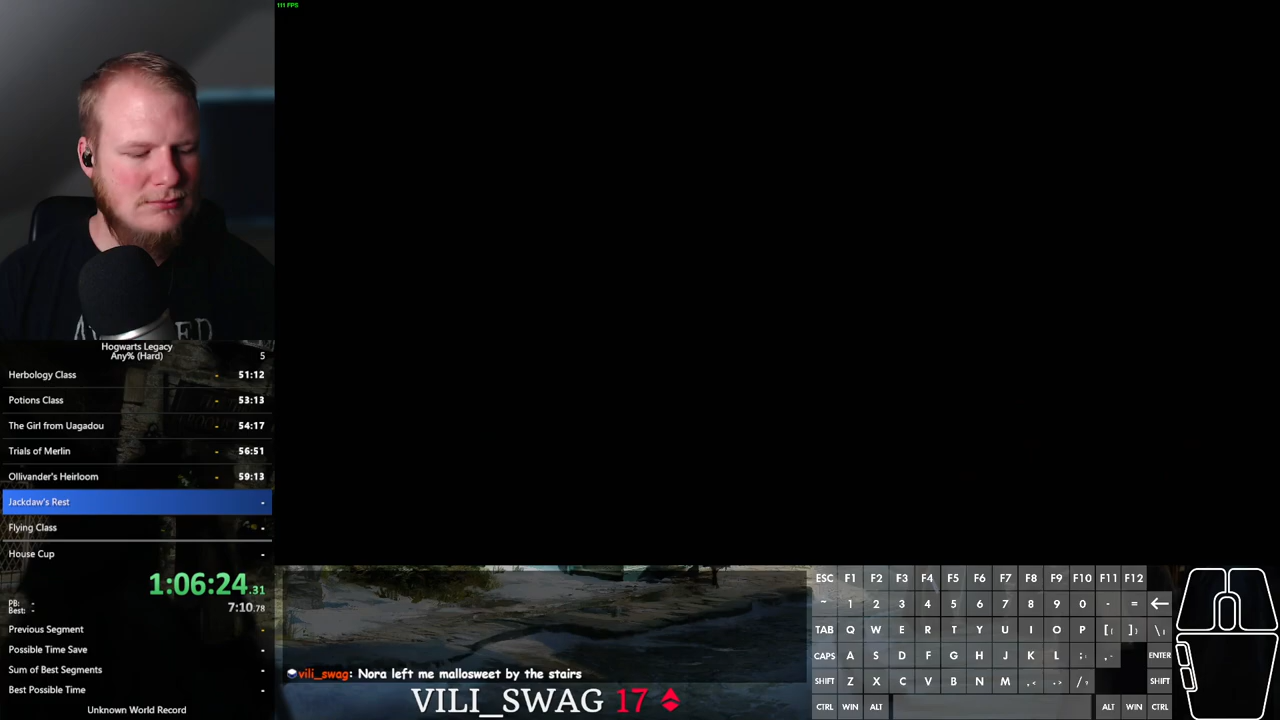 111 FPS
ED
Hogwarts Legacy
Any% (Hard) 5
Herbology Class - 51:12
Potions Class - 53:13
The Girl from Uagadou - 54:17
Trials of Merlin - 56:51
Ollivander's Heirloom - 59:13
Jackdaw's Rest -
Flying Class -
House Cup -
1:06:24.31
PB: -
Best: -
7:10.78
Previous Segment -
Possible Time Save -
Sum of Best Segments -
Best Possible Time -
Unknown World Record
vili_swag: Nora left me mallosweet by the stairs
VILI_SWAG 17
ESC F1 F2 F3 F4 F5 F6 F7 F8 F9 F10 F11 F12
~ 1 2 3 4 5 6 7 8 9 0 - = ←
TAB Q W E R T Y U I O P [{ ]} \|
CAPS A S D F G H J K L ;: ENTER
SHIFT Z X C V B N M ,< .> /? SHIFT
CTRL WIN ALT ALT WIN CTRL